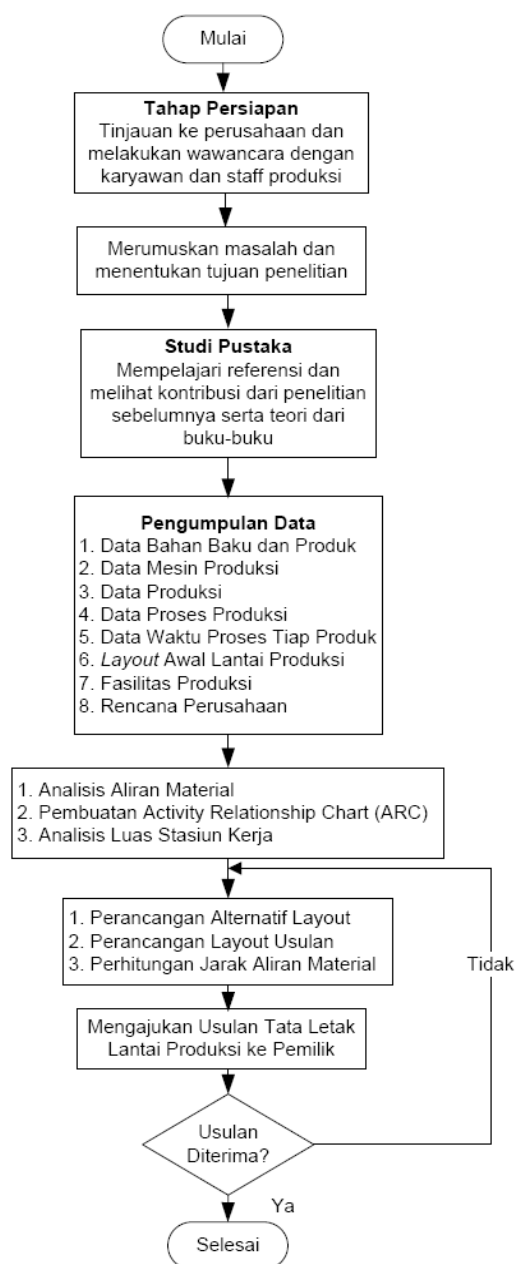 Mulai
Tahap Persiapan
Tinjauan ke perusahaan dan
melakukan wawancara dengan
karyawan dan staff produksi
Merumuskan masalah dan
menentukan tujuan penelitian
Studi Pustaka
Mempelajari referensi dan
melihat kontribusi dari penelitian
sebelumnya serta teori dari
buku-buku
Pengumpulan Data
1. Data Bahan Baku dan Produk
2. Data Mesin Produksi
3. Data Produksi
4. Data Proses Produksi
5. Data Waktu Proses Tiap Produk
6. Layout Awal Lantai Produksi
7. Fasilitas Produksi
8. Rencana Perusahaan
1. Analisis Aliran Material
2. Pembuatan Activity Relationship Chart (ARC)
3. Analisis Luas Stasiun Kerja
1. Perancangan Alternatif Layout
2. Perancangan Layout Usulan
3. Perhitungan Jarak Aliran Material
Tidak
Mengajukan Usulan Tata Letak
Lantai Produksi ke Pemilik
Usulan
Diterima?
Ya
Selesai